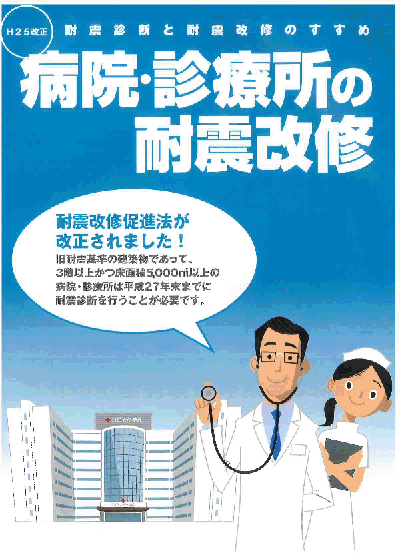 H25改正
耐震診断と耐震改修のすすめ
病院・診療所の
耐震改修
耐震改修促進法が
改正されました！
旧耐震基準の建築物であって、
3階以上かつ床面積5,000㎡以上の
病院・診療所は平成27年末までに
耐震診断を行うことが必要です。